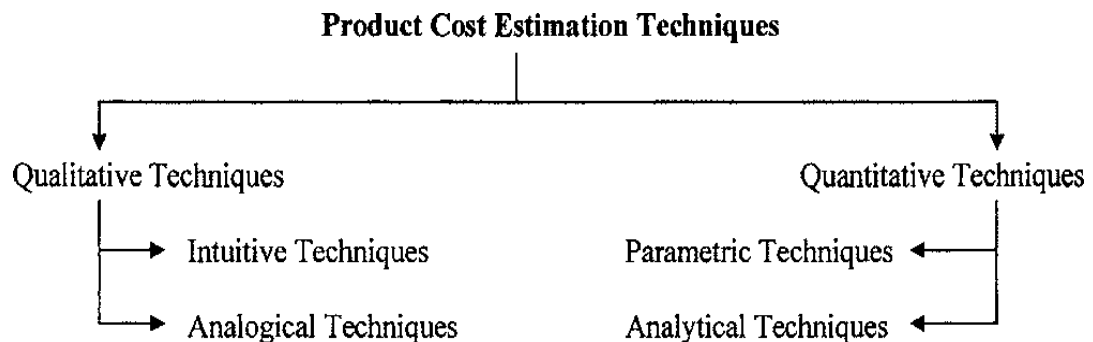 Product Cost Estimation Techniques
Qualitative Techniques
Quantitative Techniques
Intuitive Techniques
Parametric Techniques
Analogical Techniques
Analytical Techniques